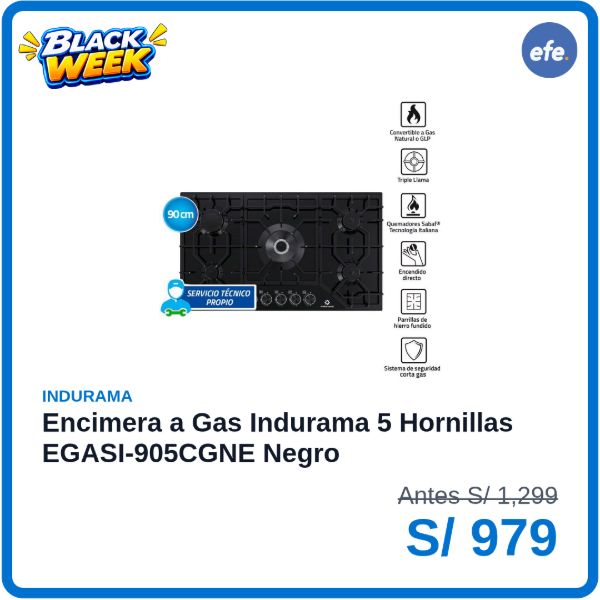 BLACK
WEEK
efe.
Convertible a Gas
Natural o GLP
Triple Llama
90 cm
Quemadores Sabaf®
Tecnología Italiana
Encendido
directo
SERVICIO TÉCNICO
PROPIO
Parrillas de
hierro fundido
Sistema de seguridad
corta gas
INDURAMA
Encimera a Gas Indurama 5 Hornillas
EGASI-905CGNE Negro
Antes S/ 1,299
S/ 979